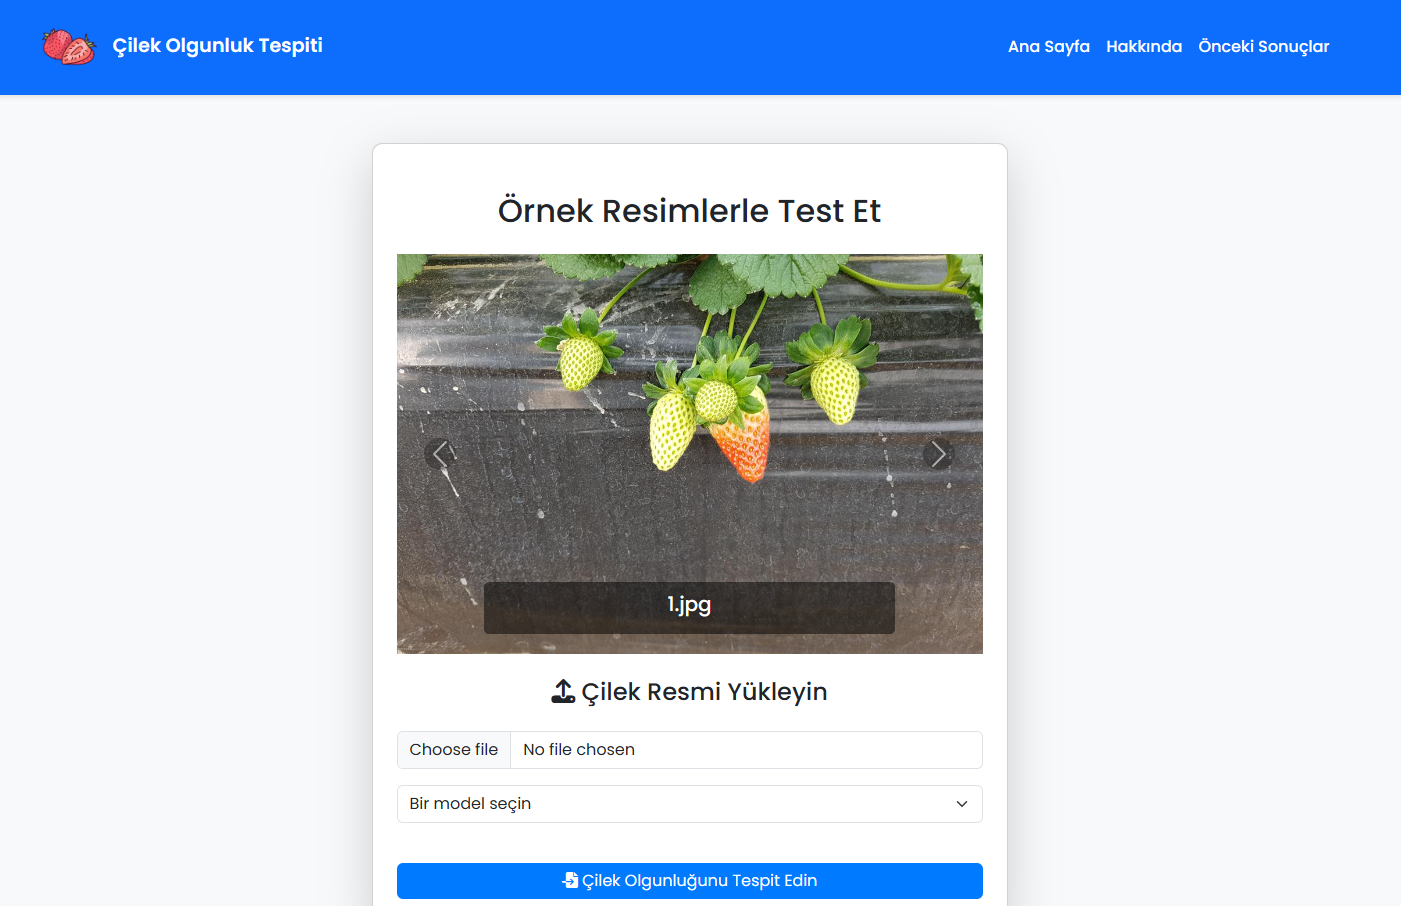 Çilek Olgunluk Tespiti
Ana Sayfa Hakkında Önceki Sonuçlar
Örnek Resimlerle Test Et
1.jpg
Çilek Resmi Yükleyin
Choose file No file chosen
Bir model seçin
Çilek Olgunluğunu Tespit Edin